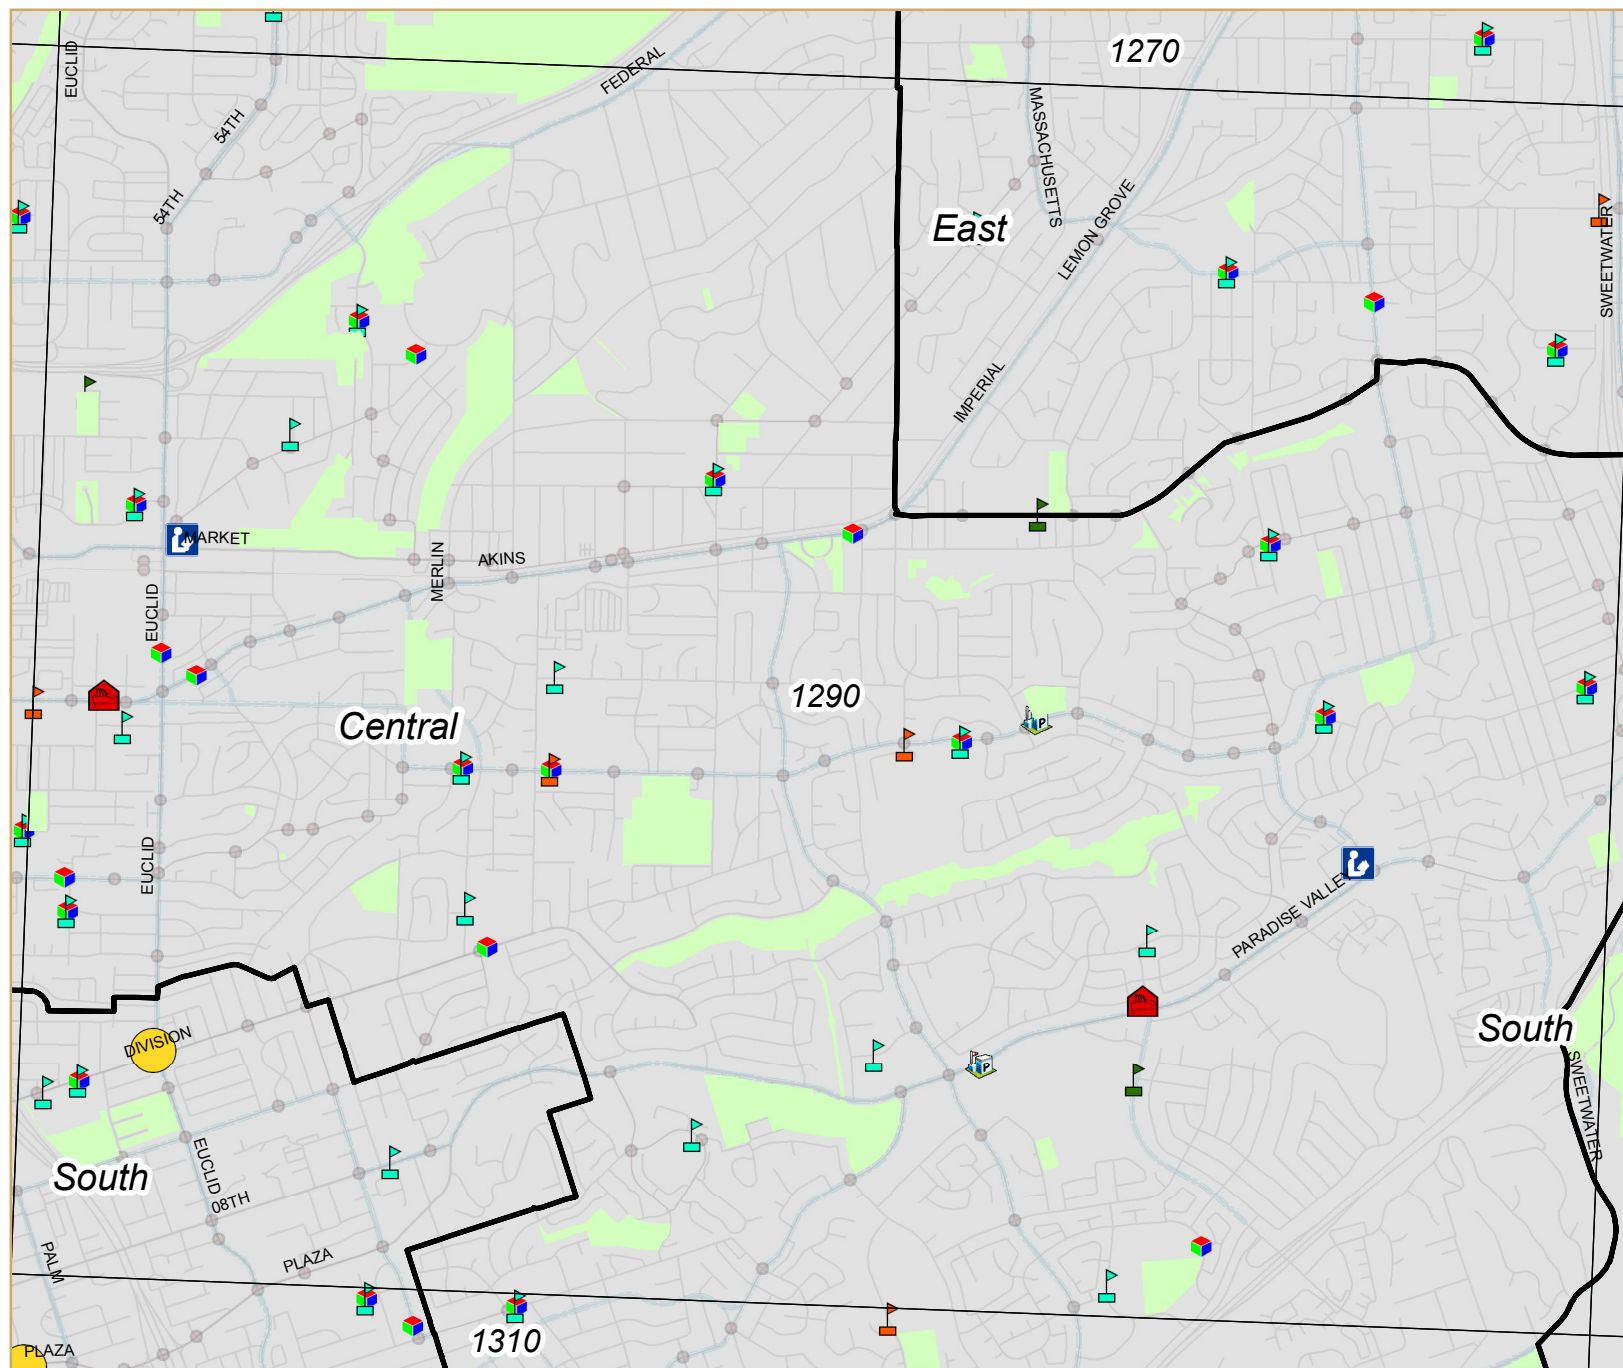 1270
EUCLID
FEDERAL
54TH
MASSACHUSETTS
54TH
East
LEMON GROVE
SWEETWATER
IMPERIAL
MARKET
AKINS
MERLIN
EUCLID
1290
Central
EUCLID
PARADISE VALLEY
South
DIVISION
SWEETWATER
South
EUCLID
08TH
PLAZA
PALM
1310
PLAZA
P
P